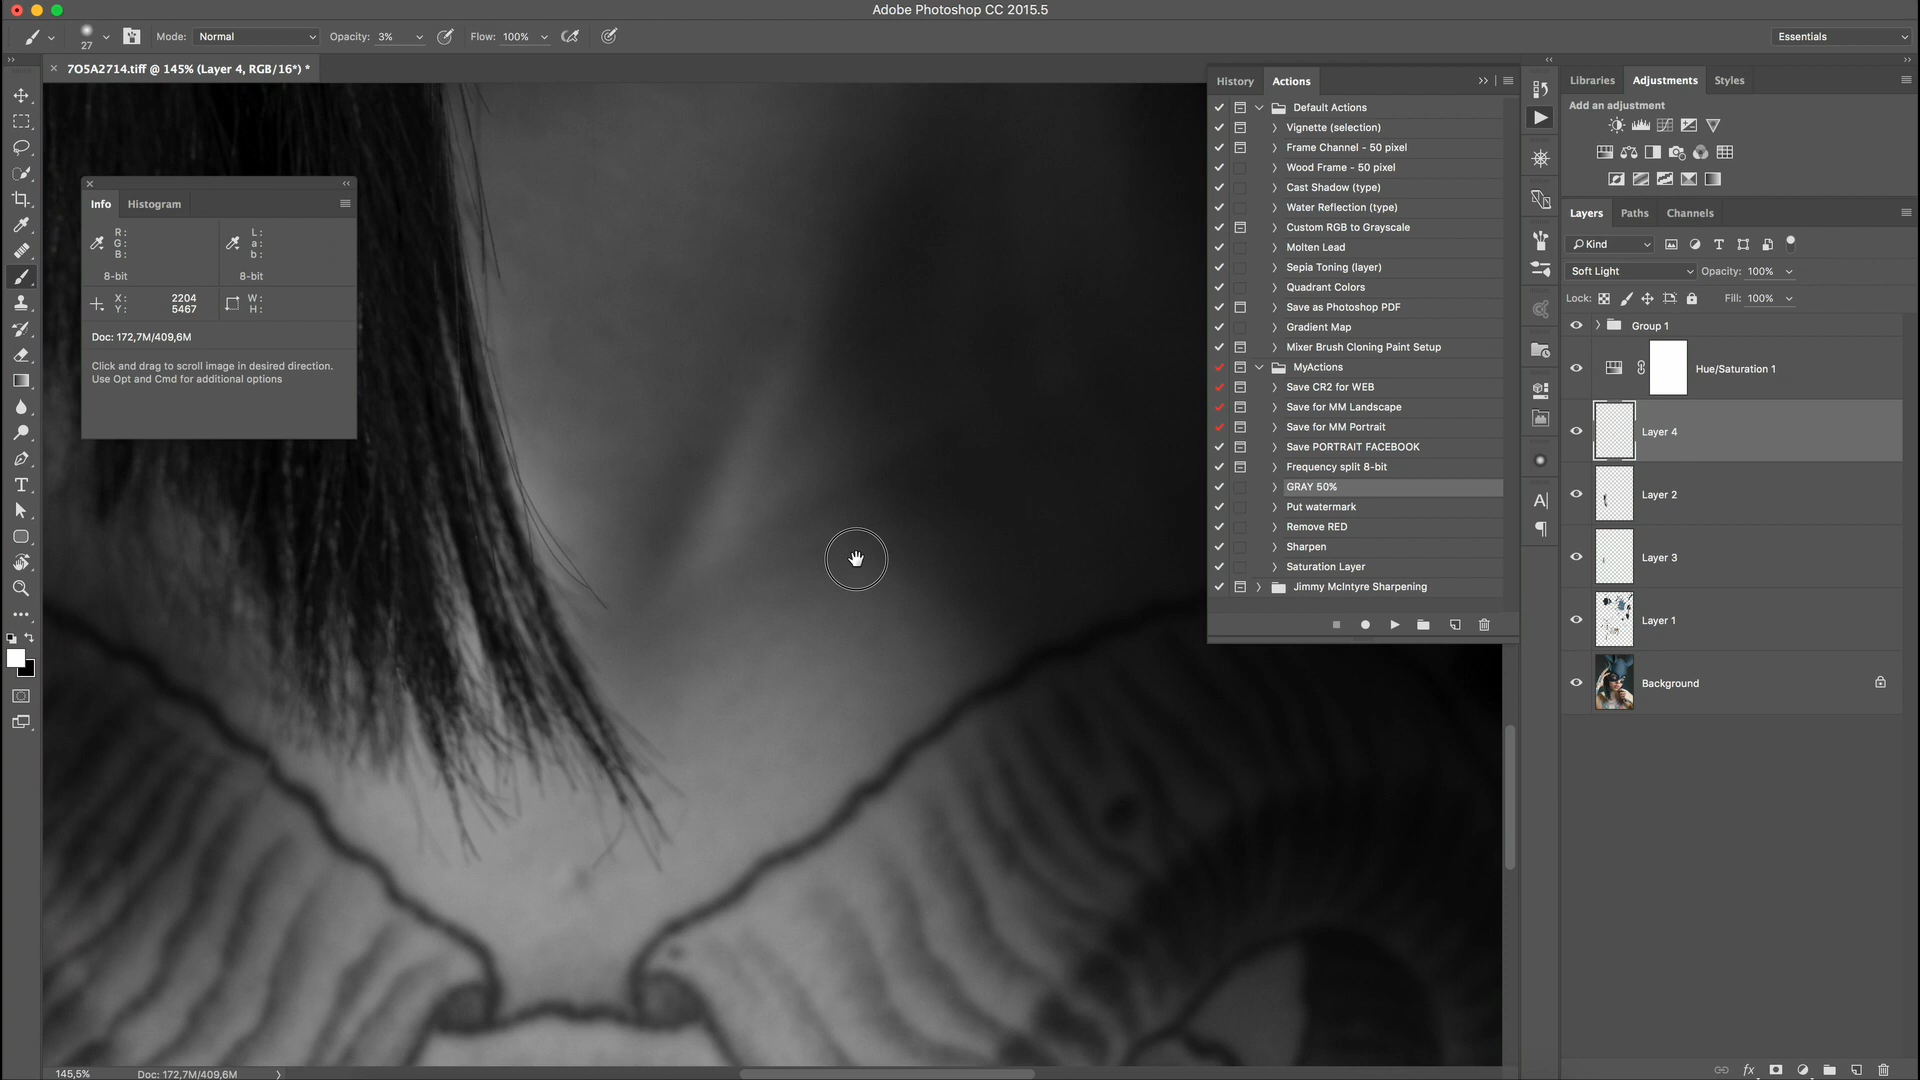 Adobe Photoshop CC 2015.5
27
Mode: Normal
Opacity: 3%
Flow: 100%
Essentials
7O5A2714.tiff @ 145% (Layer 4, RGB/16*) *
Info
Histogram
R:
G:
B:
8-bit
L:
a:
b:
8-bit
X: 2204
Y: 5467
W:
H:
Doc: 172,7M/409,6M
Click and drag to scroll image in desired direction.
Use Opt and Cmd for additional options
History
Actions
Default Actions
Vignette (selection)
Frame Channel - 50 pixel
Wood Frame - 50 pixel
Cast Shadow (type)
Water Reflection (type)
Custom RGB to Grayscale
Molten Lead
Sepia Toning (layer)
Quadrant Colors
Save as Photoshop PDF
Gradient Map
Mixer Brush Cloning Paint Setup
MyActions
Save CR2 for WEB
Save for MM Landscape
Save for MM Portrait
Save PORTRAIT FACEBOOK
Frequency split 8-bit
GRAY 50%
Put watermark
Remove RED
Sharpen
Saturation Layer
Jimmy McIntyre Sharpening
Libraries
Adjustments
Styles
Add an adjustment
Layers
Paths
Channels
Kind
Soft Light
Opacity: 100%
Lock:
Fill: 100%
Group 1
Hue/Saturation 1
Layer 4
Layer 2
Layer 3
Layer 1
Background
145,5%
Doc: 172,7M/409,6M